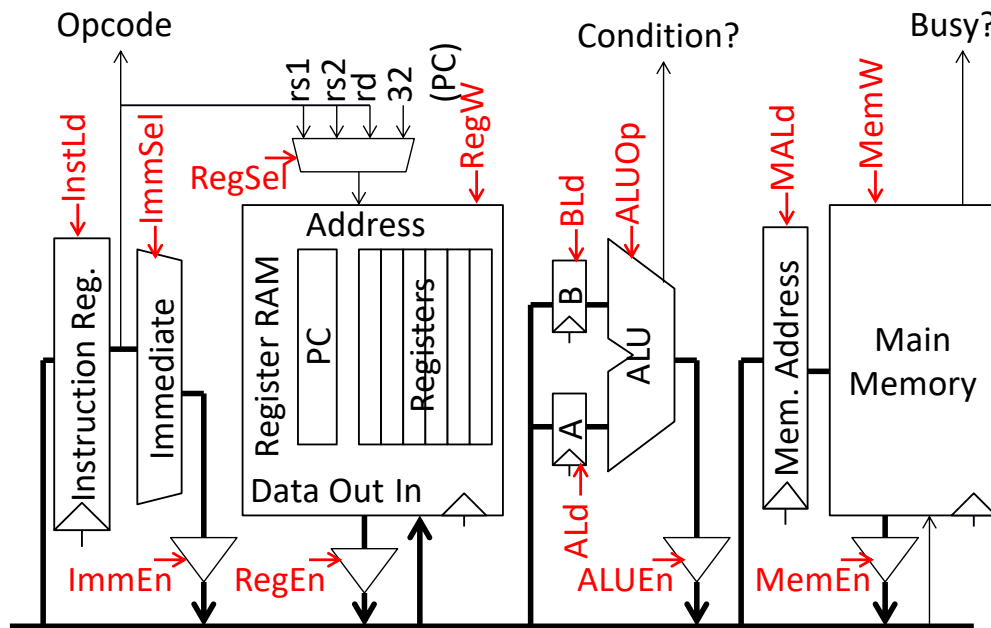 Opcode
Condition?
Busy?
rs1
rs2
rd
32
(PC)
InstLd
ImmSel
RegSel
RegW
BLd
ALUOp
MALd
MemW
Instruction Reg.
Immediate
Address
Register RAM
PC
Registers
Data Out In
B
A
ALU
ALd
Mem. Address
Main
Memory
ImmEn
RegEn
ALUEn
MemEn